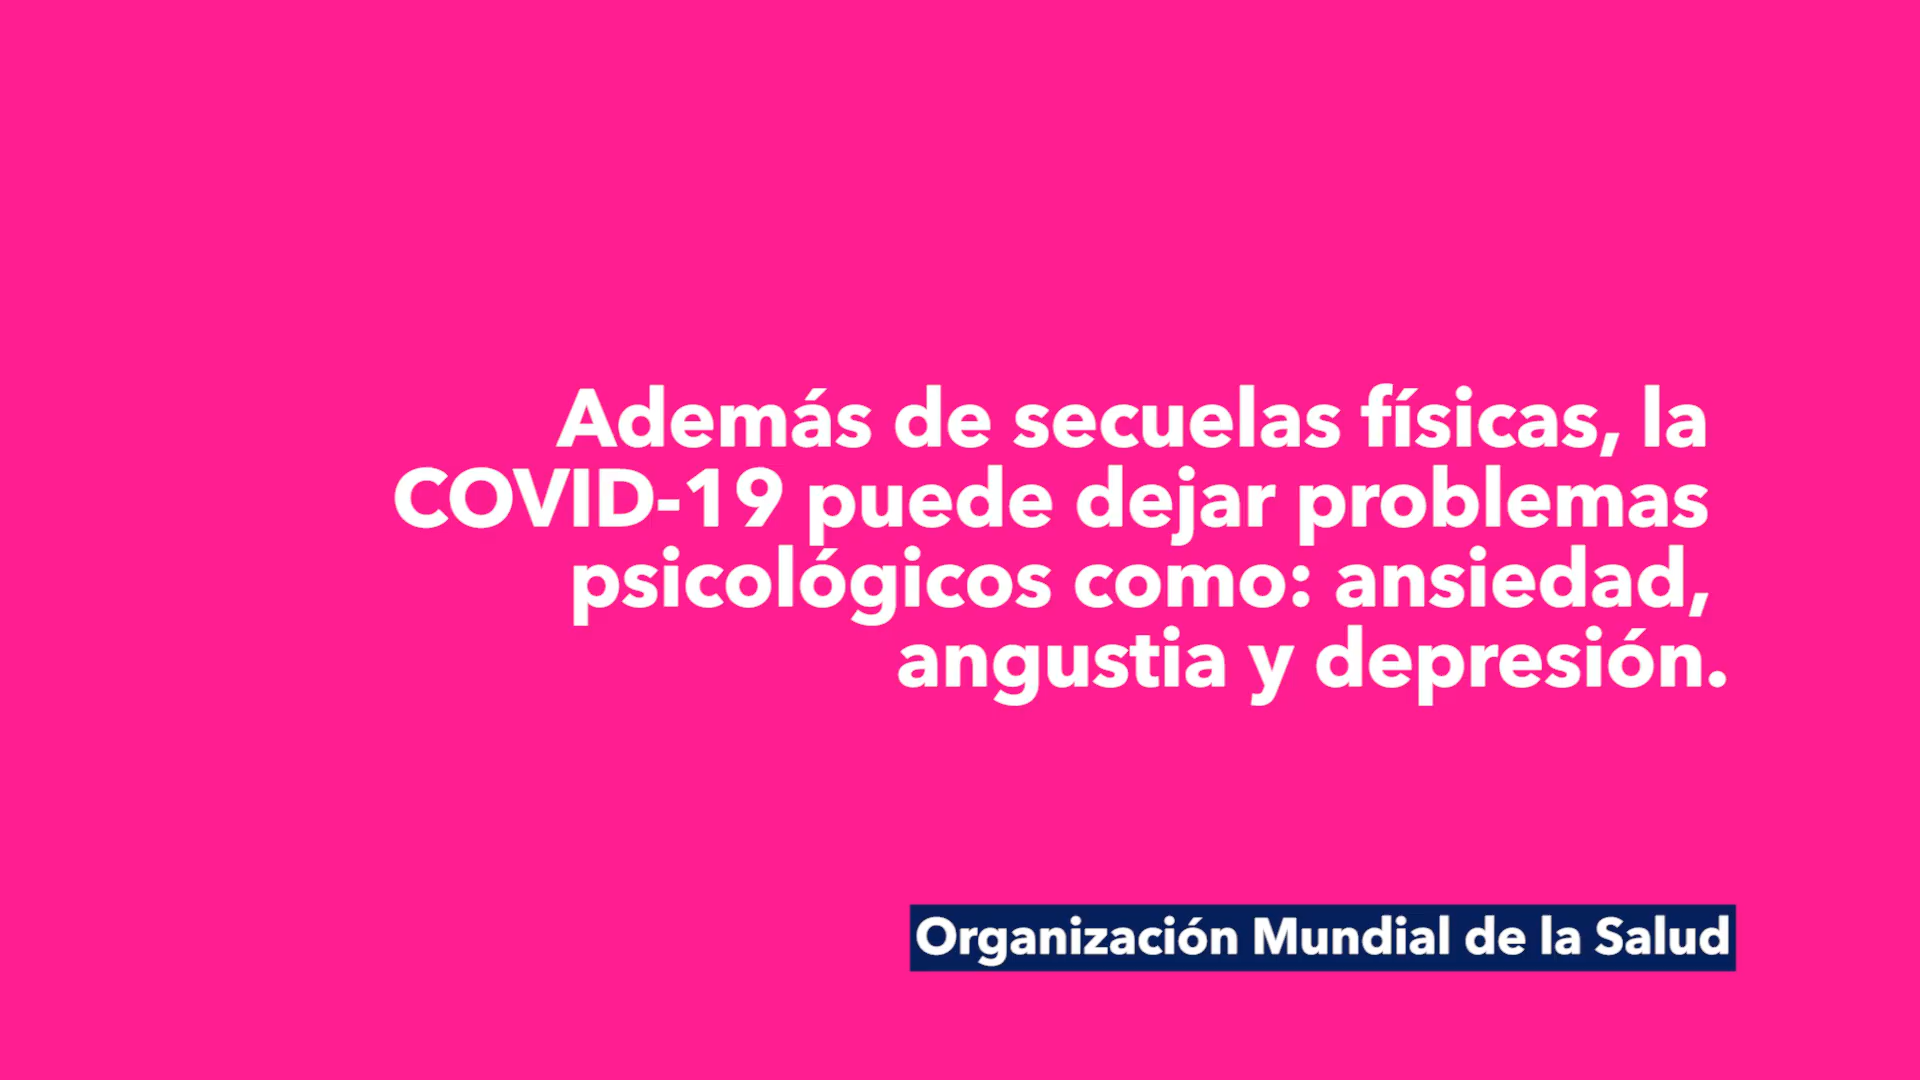 Además de secuelas físicas, la
COVID-19 puede dejar problemas
psicológicos como: ansiedad,
angustia y depresión.
Organización Mundial de la Salud